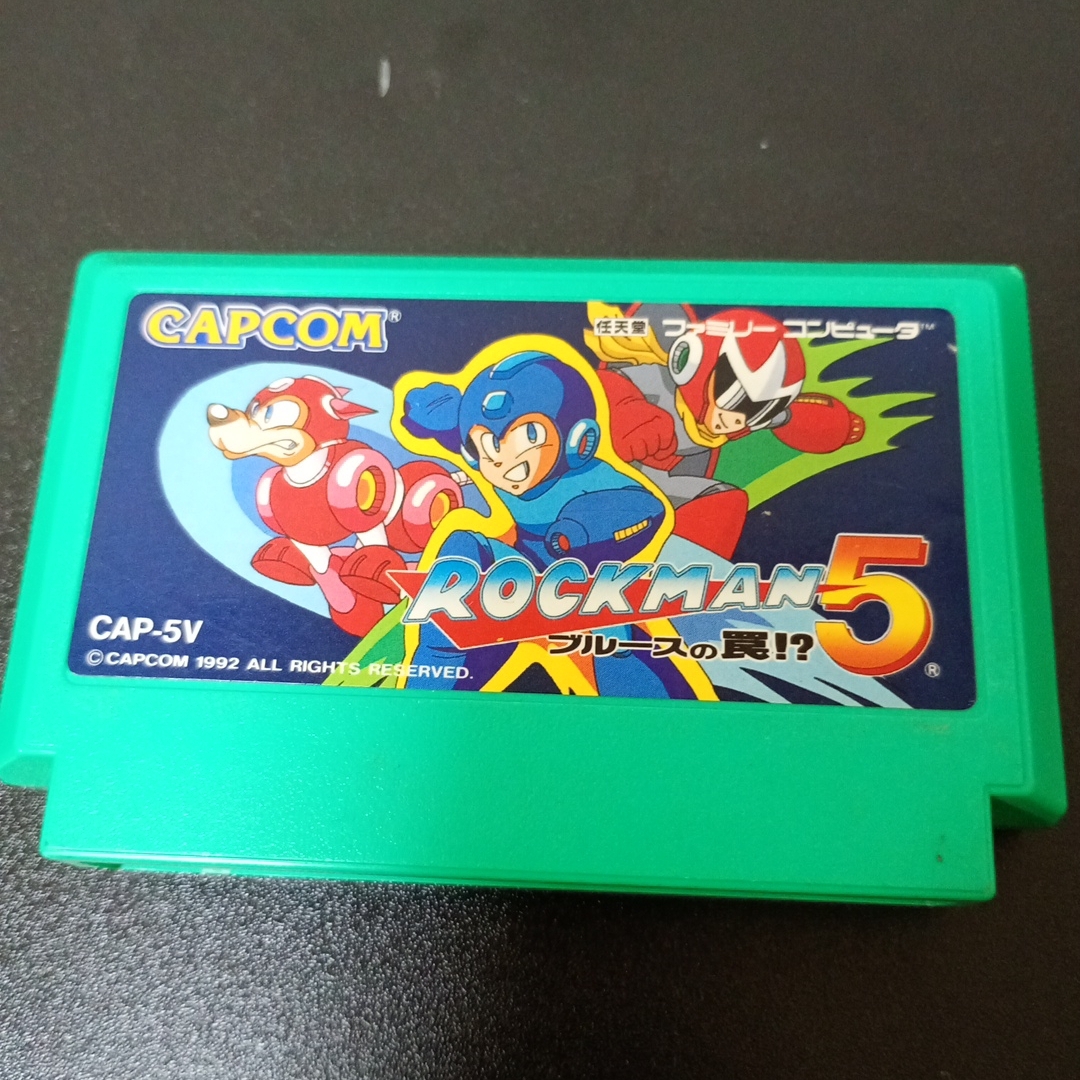 CAPCOM®
任天堂 ファミリー コンピュータ™
ROCKMAN 5®
ブルースの罠!?
CAP-5V
©CAPCOM 1992 ALL RIGHTS RESERVED.